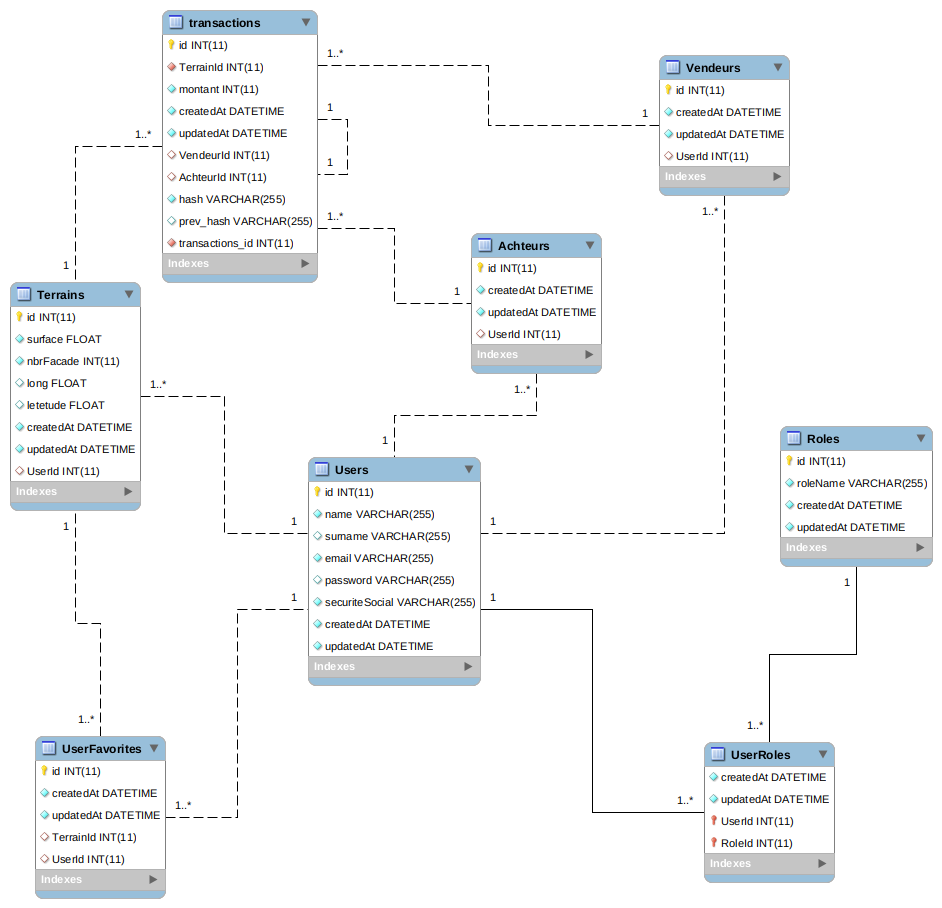 transactions
id INT(11)
TerrainId INT(11)
montant INT(11)
createdAt DATETIME
updatedAt DATETIME
VendeurId INT(11)
AchteurId INT(11)
hash VARCHAR(255)
prev_hash VARCHAR(255)
transactions_id INT(11)
Indexes
1..*
1
1
1..*
1..*
1
1
1
Vendeurs
id INT(11)
createdAt DATETIME
updatedAt DATETIME
UserId INT(11)
Indexes
1..*
Achteurs
id INT(11)
createdAt DATETIME
updatedAt DATETIME
UserId INT(11)
Indexes
1..*
1
Terrains
id INT(11)
surface FLOAT
nbrFacade INT(11)
long FLOAT
letetude FLOAT
createdAt DATETIME
updatedAt DATETIME
UserId INT(11)
Indexes
1..*
1
Users
id INT(11)
name VARCHAR(255)
surname VARCHAR(255)
email VARCHAR(255)
password VARCHAR(255)
securiteSocial VARCHAR(255)
createdAt DATETIME
updatedAt DATETIME
Indexes
1
1
1
1
Roles
id INT(11)
roleName VARCHAR(255)
createdAt DATETIME
updatedAt DATETIME
Indexes
1
1..*
UserFavorites
id INT(11)
createdAt DATETIME
updatedAt DATETIME
TerrainId INT(11)
UserId INT(11)
Indexes
1..*
1..*
UserRoles
createdAt DATETIME
updatedAt DATETIME
UserId INT(11)
RoleId INT(11)
Indexes
1..*